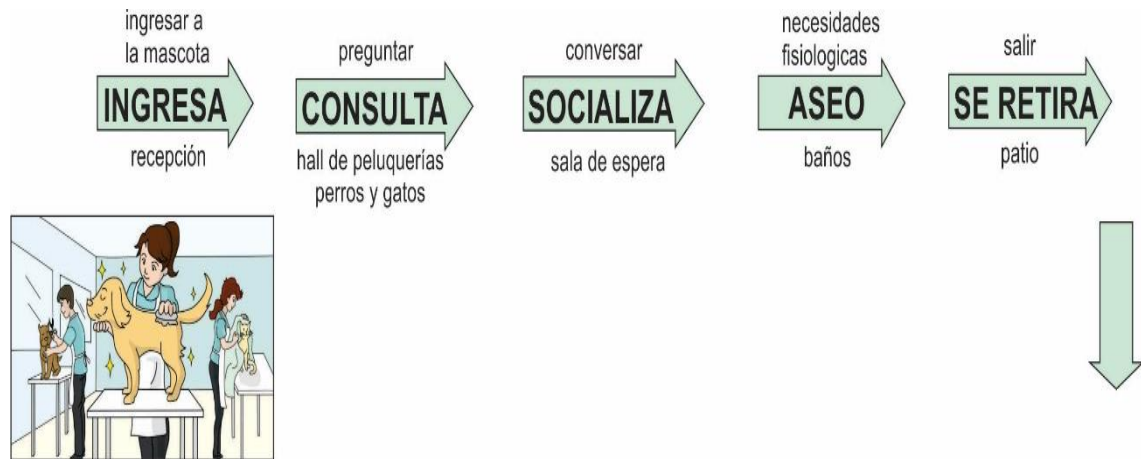 ingresar a
la mascota
INGRESA
recepción
preguntar
CONSULTA
hall de peluquerías
perros y gatos
conversar
SOCIALIZA
sala de espera
necesidades
fisiologicas
ASEO
baños
salir
SE RETIRA
patio